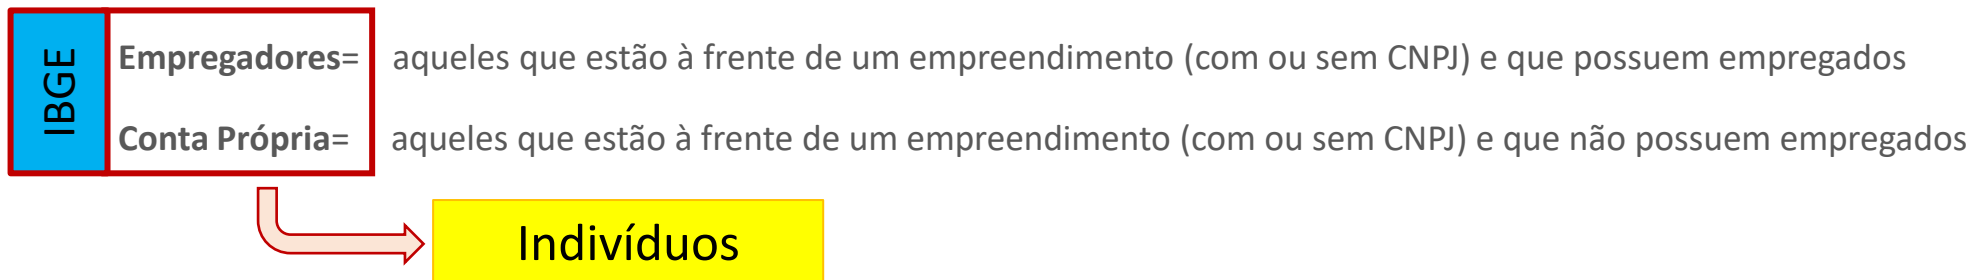 IBGE
Empregadores= aqueles que estão à frente de um empreendimento (com ou sem CNPJ) e que possuem empregados
Conta Própria= aqueles que estão à frente de um empreendimento (com ou sem CNPJ) e que não possuem empregados
Indivíduos